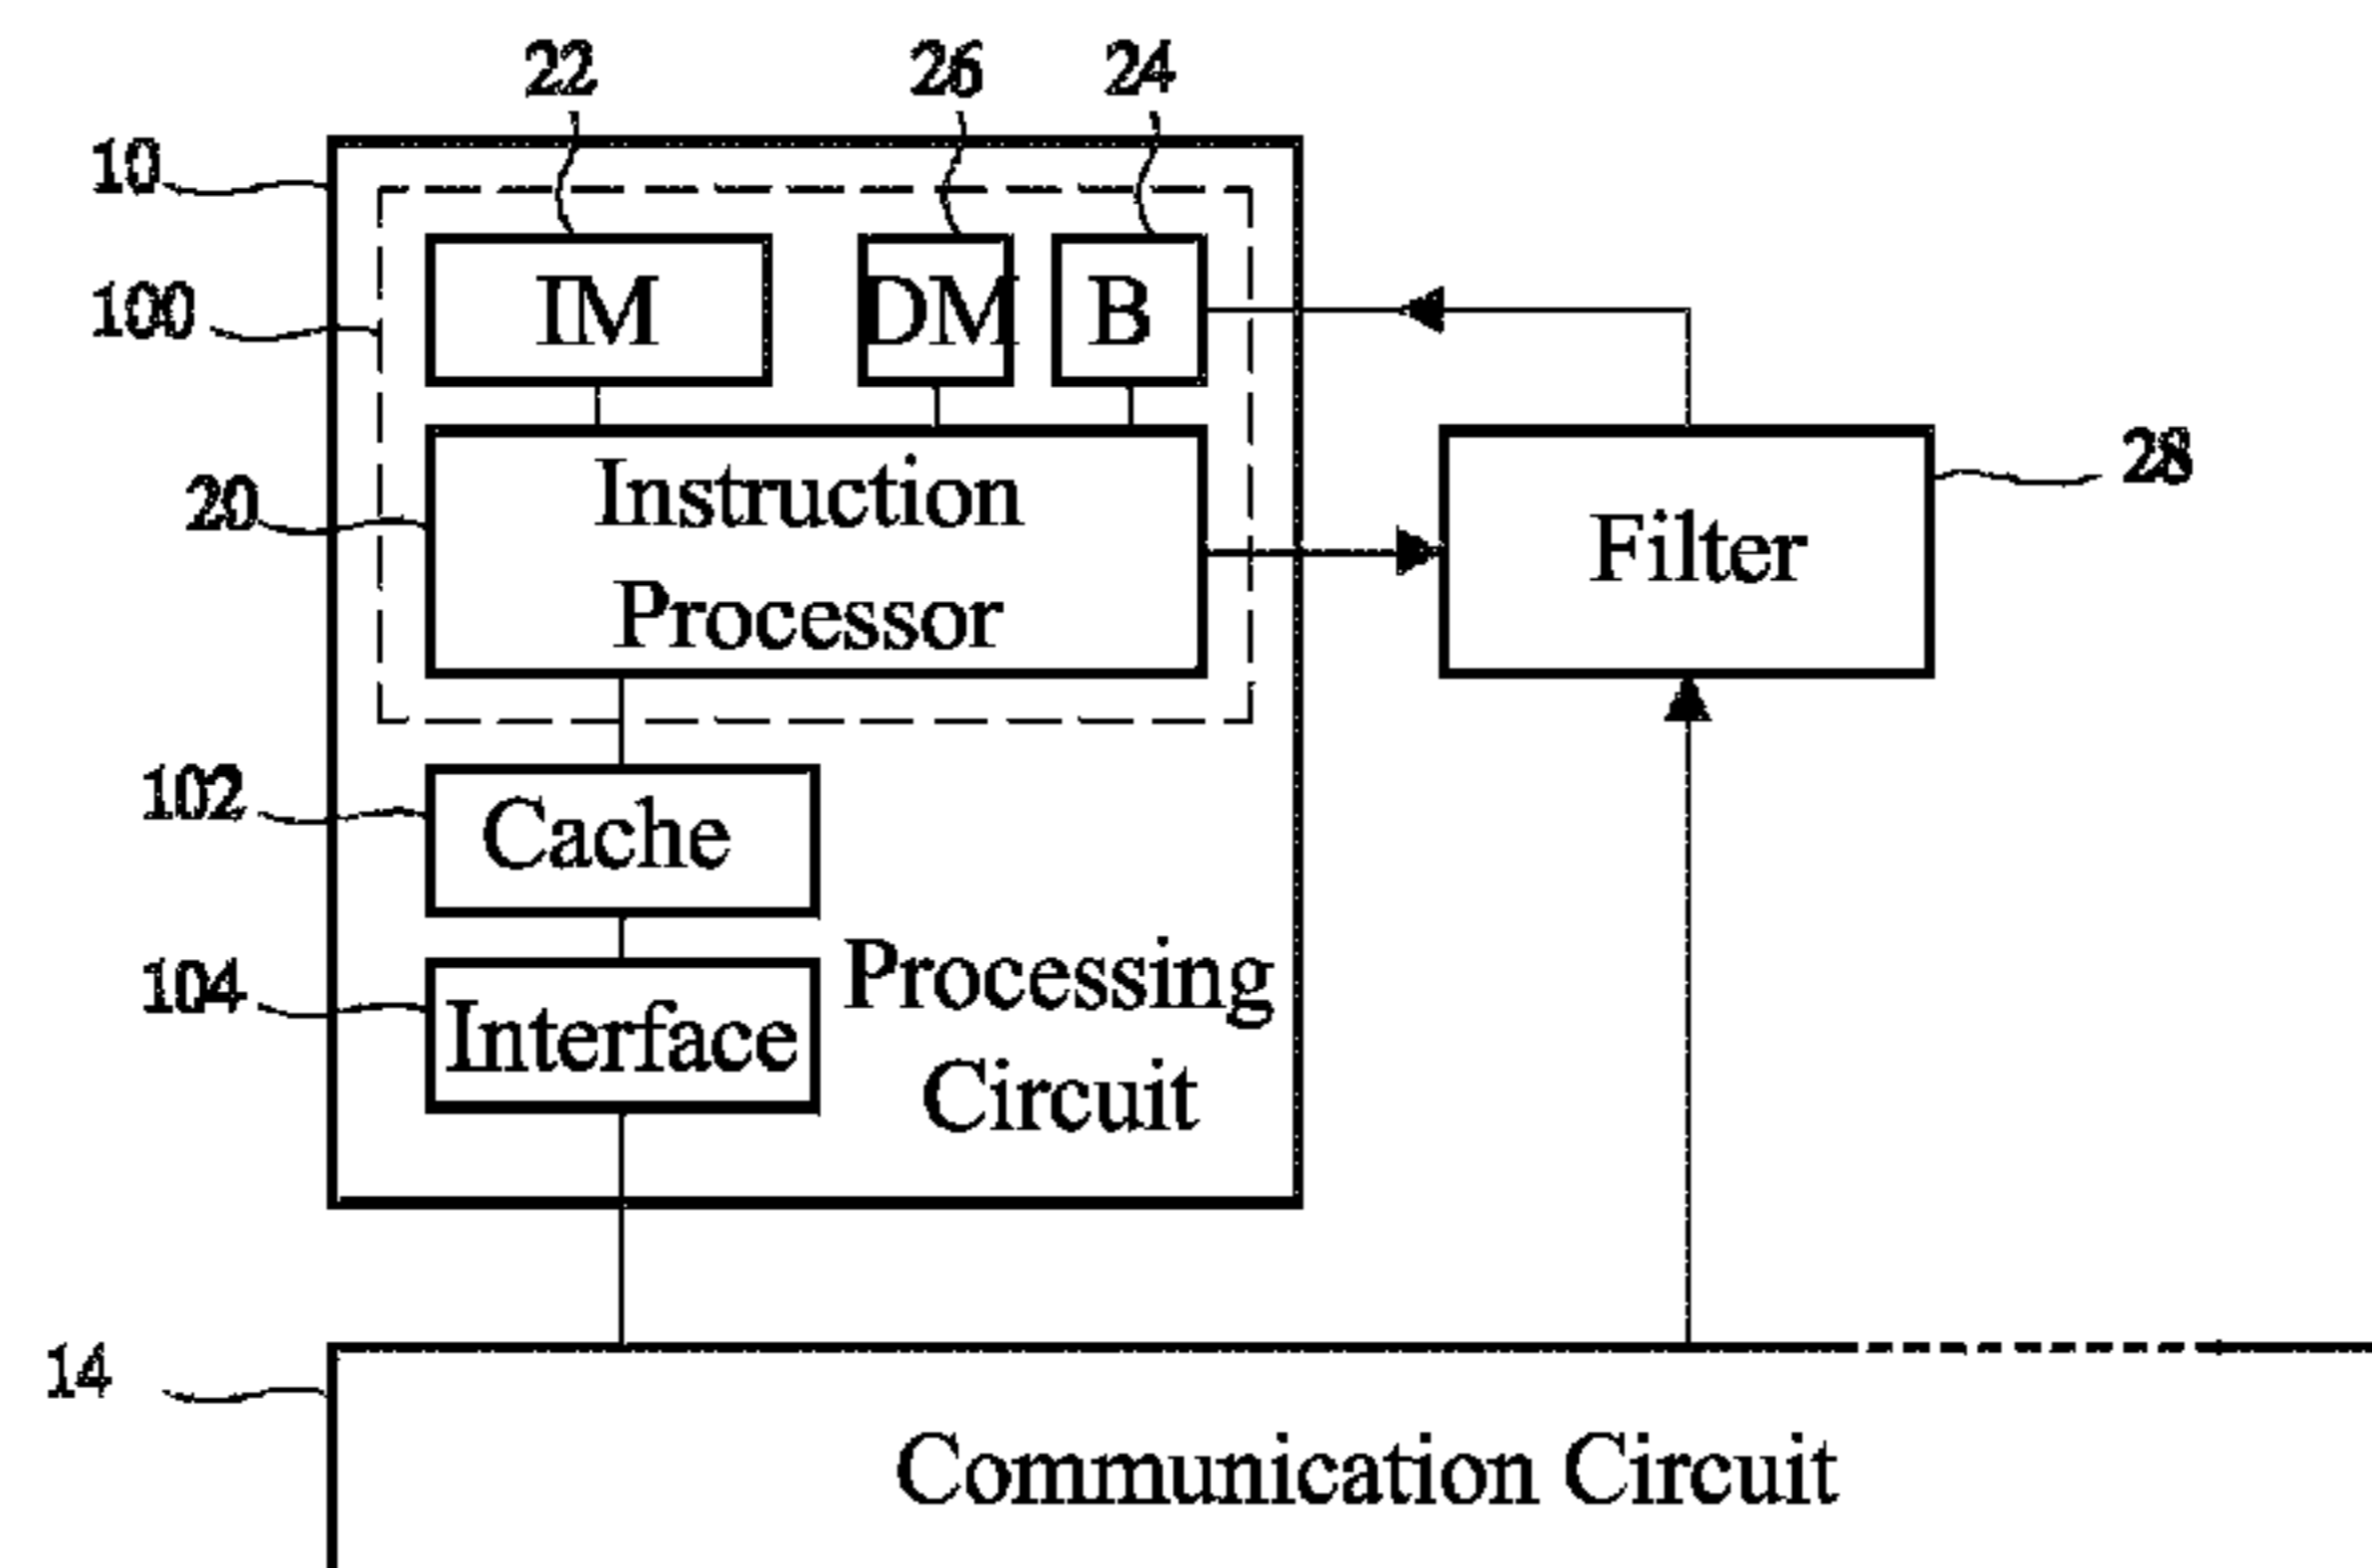 22 26 24
10
100
IM DM B
20
Instruction
Processor
Filter
28
102
Cache
104
Interface
Processing
Circuit
14
Communication Circuit